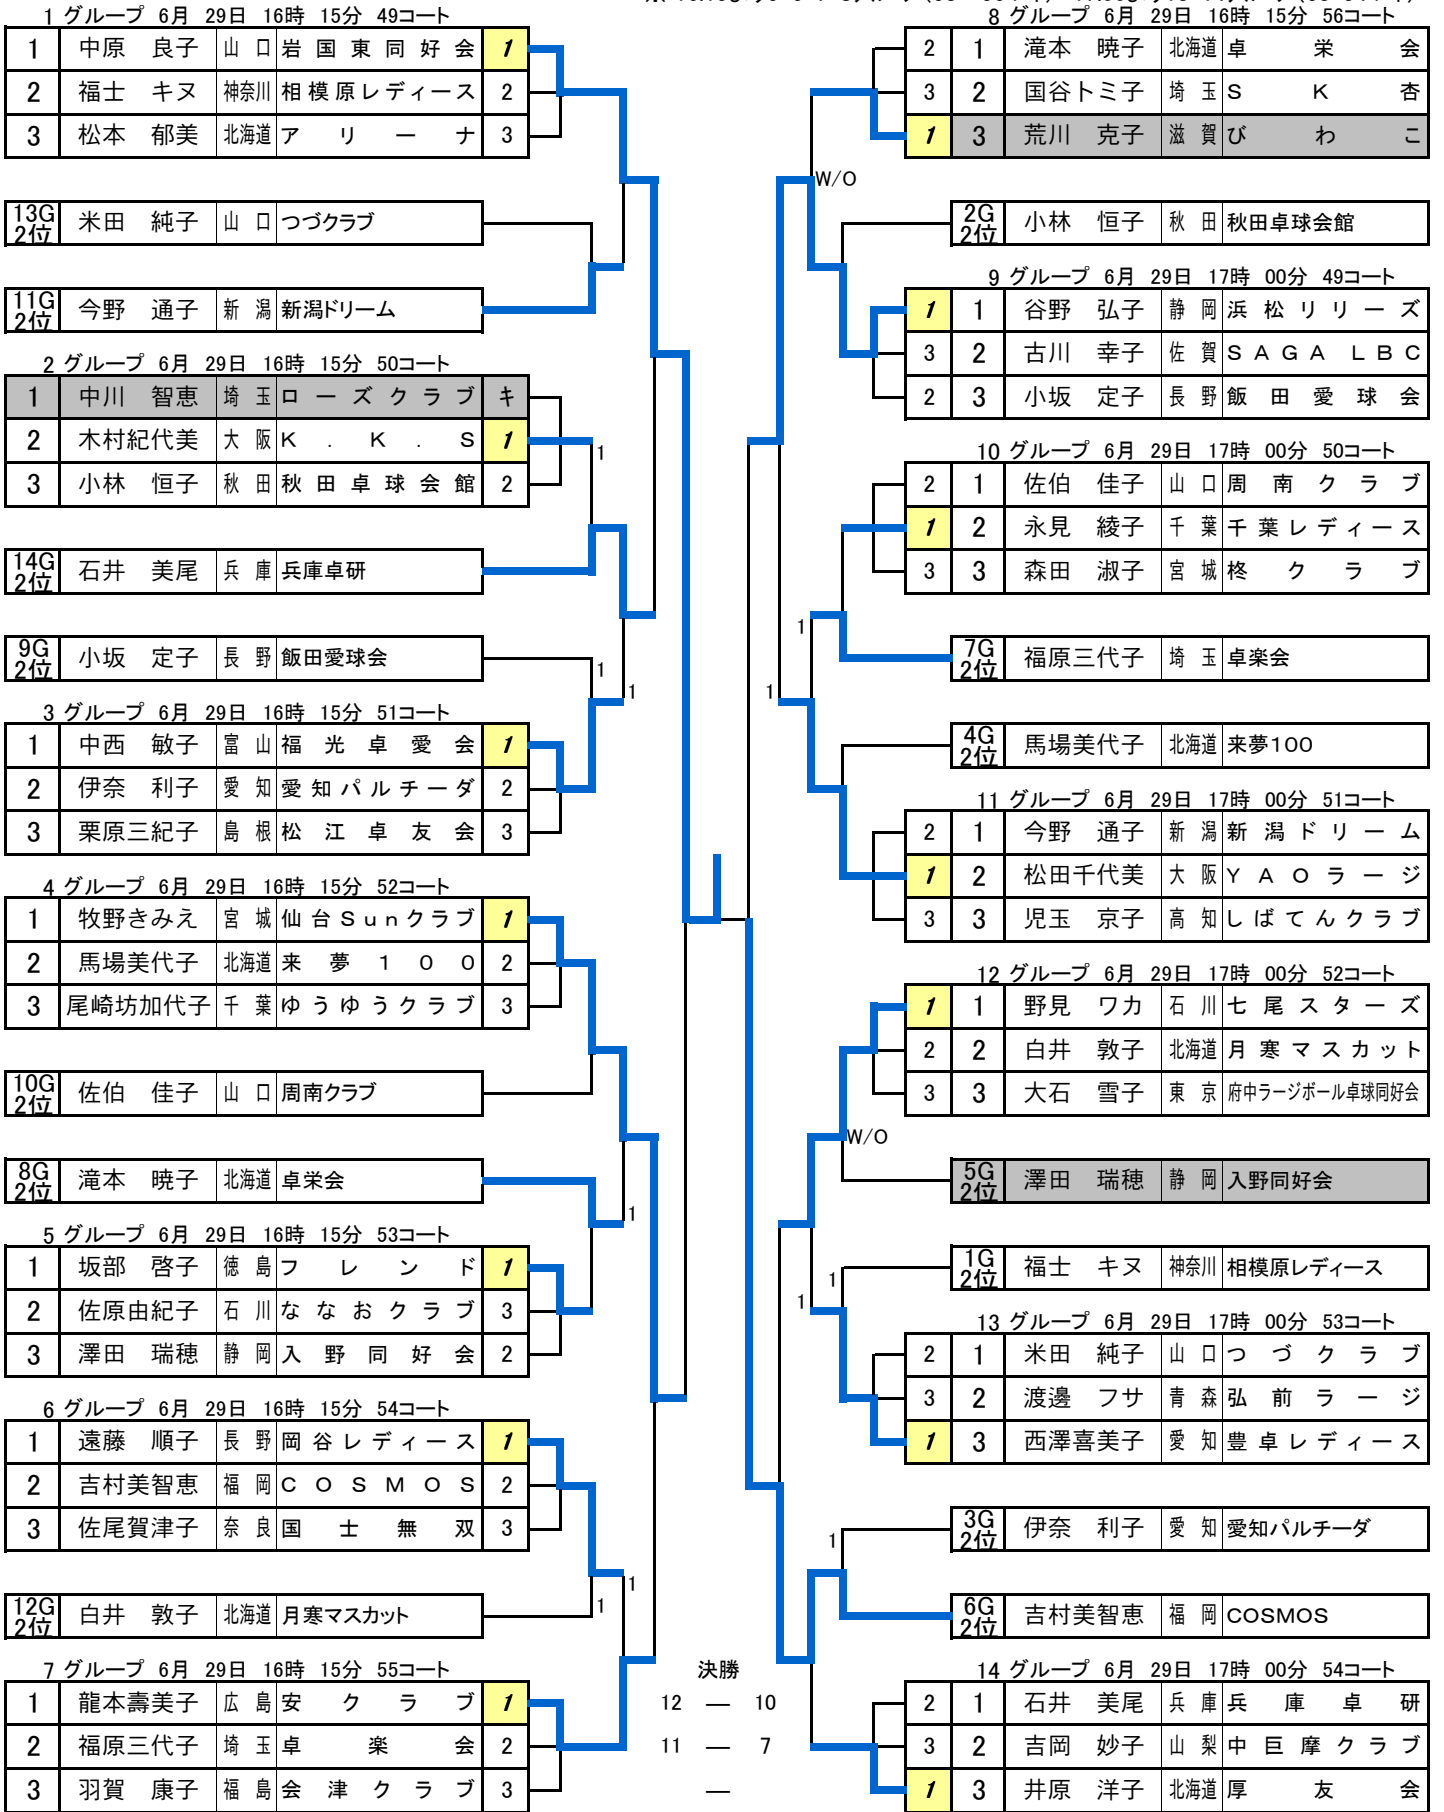 1 グループ 6月 29日 16時 15分 49コート
1 中原 良子 山口 岩国東同好会 1
2 福士 キヌ 神奈川 相模原レディース 2
3 松本 郁美 北海道 アリーナ 3
13G 2位 米田 純子 山口 つづクラブ
11G 2位 今野 通子 新潟 新潟ドリーム
2 グループ 6月 29日 16時 15分 50コート
1 中川 智恵 埼玉 ローズクラブ キ
2 木村紀代美 大阪 K.K.S 1
3 小林 恒子 秋田 秋田卓球会館 2
1
14G 2位 石井 美尾 兵庫 兵庫卓研
9G 2位 小坂 定子 長野 飯田愛球会
1
1
3 グループ 6月 29日 16時 15分 51コート
1 中西 敏子 富山 福光卓愛会 1
2 伊奈 利子 愛知 愛知パルチーダ 2
3 栗原三紀子 島根 松江卓友会 3
4 グループ 6月 29日 16時 15分 52コート
1 牧野きみえ 宮城 仙台Sunクラブ 1
2 馬場美代子 北海道 来夢100 2
3 尾崎坊加代子 千葉 ゆうゆうクラブ 3
10G 2位 佐伯 佳子 山口 周南クラブ
8G 2位 滝本 暁子 北海道 卓栄会
1
5 グループ 6月 29日 16時 15分 53コート
1 坂部 啓子 徳島 フレンド 1
2 佐原由紀子 石川 ななおクラブ 3
3 澤田 瑞穂 静岡 入野同好会 2
6 グループ 6月 29日 16時 15分 54コート
1 遠藤 順子 長野 岡谷レディース 1
2 吉村美智恵 福岡 COSMOS 2
3 佐尾賀津子 奈良 国士無双 3
1
12G 2位 白井 敦子 北海道 月寒マスカット
1
7 グループ 6月 29日 16時 15分 55コート
1 龍本壽美子 広島 安クラブ 1
2 福原三代子 埼玉 卓楽会 2
3 羽賀 康子 福島 会津クラブ 3
決勝
12 — 10
11 — 7
—
8 グループ 6月 29日 16時 15分 56コート
2 1 滝本 暁子 北海道 卓栄会
3 2 国谷トミ子 埼玉 SK杏
1 3 荒川 克子 滋賀 びわこ
W/O
2G 2位 小林 恒子 秋田 秋田卓球会館
9 グループ 6月 29日 17時 00分 49コート
1 1 谷野 弘子 静岡 浜松リリーズ
3 2 古川 幸子 佐賀 SAGA LBC
2 3 小坂 定子 長野 飯田愛球会
10 グループ 6月 29日 17時 00分 50コート
2 1 佐伯 佳子 山口 周南クラブ
1 2 永見 綾子 千葉 千葉レディース
3 3 森田 淑子 宮城 柊クラブ
1
7G 2位 福原三代子 埼玉 卓楽会
1
4G 2位 馬場美代子 北海道 来夢100
11 グループ 6月 29日 17時 00分 51コート
2 1 今野 通子 新潟 新潟ドリーム
1 2 松田千代美 大阪 YAOラージ
3 3 児玉 京子 高知 しばてんクラブ
12 グループ 6月 29日 17時 00分 52コート
1 1 野見 ワカ 石川 七尾スターズ
2 2 白井 敦子 北海道 月寒マスカット
3 3 大石 雪子 東京 府中ラージボール卓球同好会
W/O
5G 2位 澤田 瑞穂 静岡 入野同好会
1G 2位 福士 キヌ 神奈川 相模原レディース
1
1
13 グループ 6月 29日 17時 00分 53コート
2 1 米田 純子 山口 つづクラブ
3 2 渡邊 フサ 青森 弘前ラージ
1 3 西澤喜美子 愛知 豊卓レディース
3G 2位 伊奈 利子 愛知 愛知パルチーダ
1
6G 2位 吉村美智恵 福岡 COSMOS
14 グループ 6月 29日 17時 00分 54コート
2 1 石井 美尾 兵庫 兵庫卓研
3 2 吉岡 妙子 山梨 中巨摩クラブ
1 3 井原 洋子 北海道 厚友会